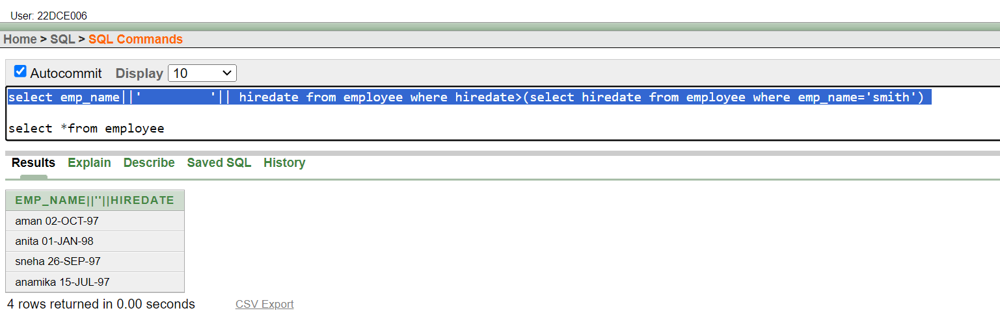 User: 22DCE006
Home > SQL > SQL Commands
Autocommit Display 10
select emp_name||'          '|| hiredate from employee where hiredate>(select hiredate from employee where emp_name='smith')
select *from employee
Results Explain Describe Saved SQL History
EMP_NAME||''||HIREDATE
aman 02-OCT-97
anita 01-JAN-98
sneha 26-SEP-97
anamika 15-JUL-97
4 rows returned in 0.00 seconds CSV Export